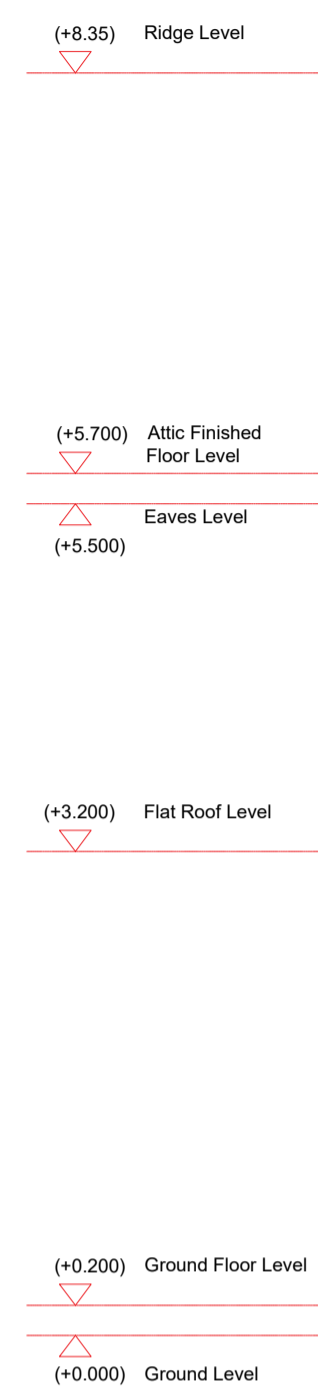 (+8.35) Ridge Level
(+5.700) Attic Finished
Floor Level
Eaves Level
(+5.500)
(+3.200) Flat Roof Level
(+0.200) Ground Floor Level
(+0.000) Ground Level